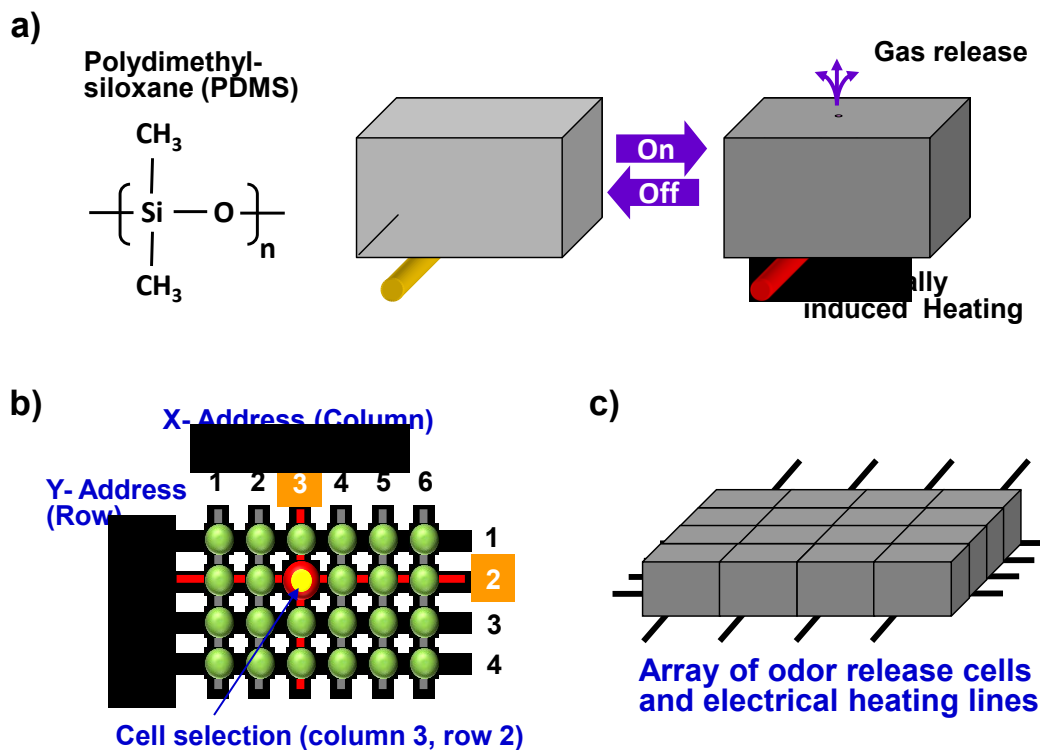 a)
Polydimethyl-
siloxane (PDMS)
CH3
Si
O
n
CH3
On
Off
Gas release
induced Heating
b)
X- Address (Column)
Y- Address
(Row)
1 2 3 4 5 6
1
2
3
4
Cell selection (column 3, row 2)
c)
Array of odor release cells
and electrical heating lines